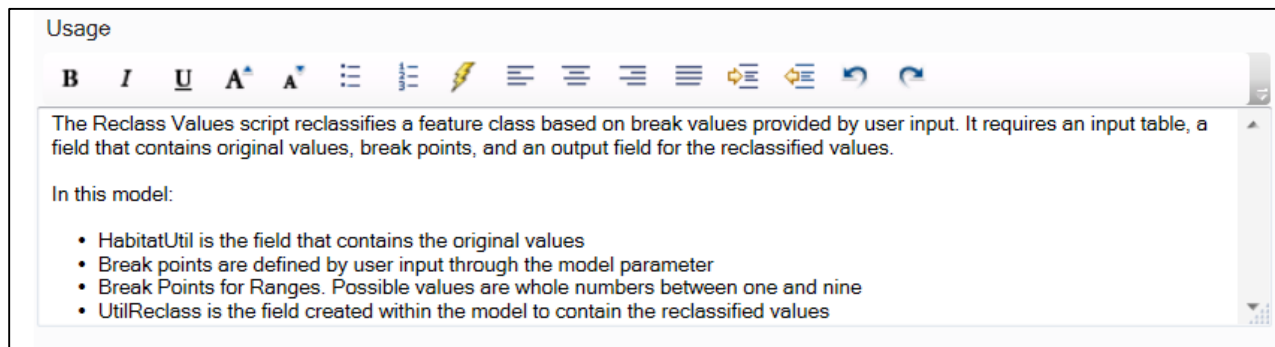 Usage
B I U A A
The Reclass Values script reclassifies a feature class based on break values provided by user input. It requires an input table, a
field that contains original values, break points, and an output field for the reclassified values.
In this model:
• HabitatUtil is the field that contains the original values
• Break points are defined by user input through the model parameter
• Break Points for Ranges. Possible values are whole numbers between one and nine
• UtilReclass is the field created within the model to contain the reclassified values